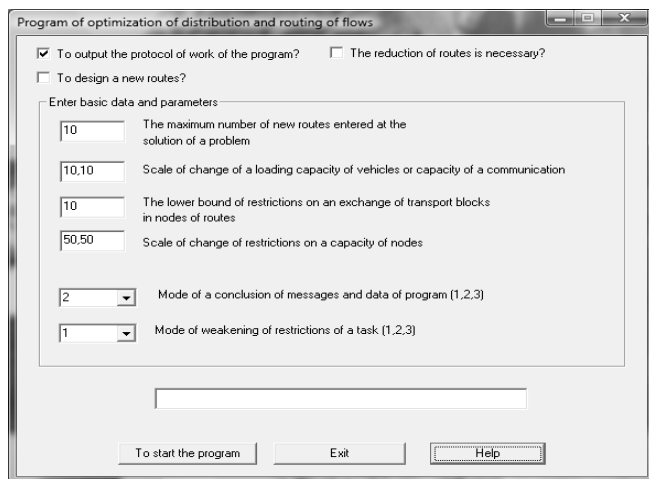 Program of optimization of distribution and routing of flows
To output the protocol of work of the program?
The reduction of routes is necessary?
To design a new routes?
Enter basic data and parameters
10
The maximum number of new routes entered at the
solution of a problem
10,10
Scale of change of a loading capacity of vehicles or capacity of a communication
10
The lower bound of restrictions on an exchange of transport blocks
in nodes of routes
50,50
Scale of change of restrictions on a capacity of nodes
2
Mode of a conclusion of messages and data of program (1,2,3)
1
Mode of weakening of restrictions of a task (1,2,3)
To start the program
Exit
Help